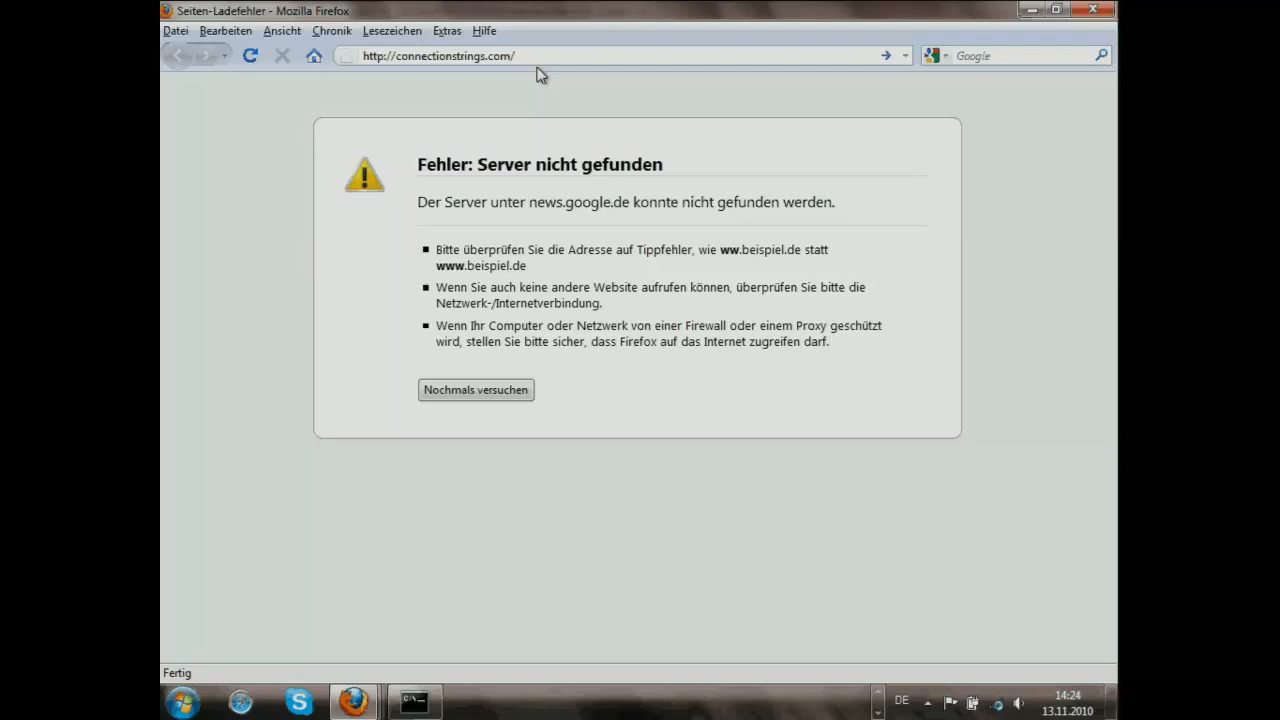 Seiten-Ladefehler - Mozilla Firefox
Datei Bearbeiten Ansicht Chronik Lesezeichen Extras Hilfe
http://connectionstrings.com/ Google
Fehler: Server nicht gefunden
Der Server unter news.google.de konnte nicht gefunden werden.
Bitte überprüfen Sie die Adresse auf Tippfehler, wie ww.beispiel.de statt
www.beispiel.de
Wenn Sie auch keine andere Website aufrufen können, überprüfen Sie bitte die
Netzwerk-/Internetverbindung.
Wenn Ihr Computer oder Netzwerk von einer Firewall oder einem Proxy geschützt
wird, stellen Sie bitte sicher, dass Firefox auf das Internet zugreifen darf.
Nochmals versuchen
Fertig
DE
14:24
13.11.2010